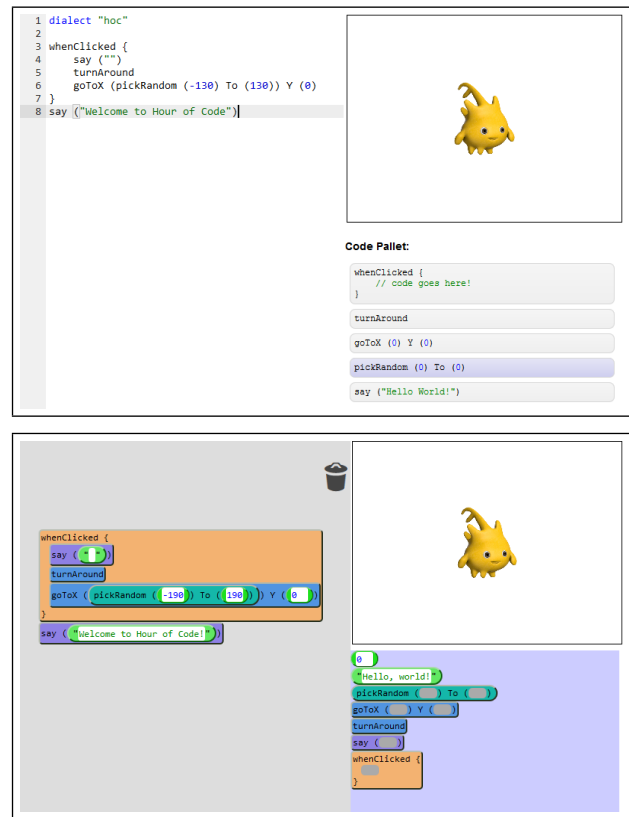 1 dialect "hoc"
2
3 whenClicked {
4 say ("")
5 turnAround
6 goToX (pickRandom (-130) To (130)) Y (0)
7 }
8 say ("Welcome to Hour of Code")
Code Pallet:
whenClicked {
// code goes here!
}
turnAround
goToX (0) Y (0)
pickRandom (0) To (0)
say ("Hello World!")
whenClicked {
say (" ")
turnAround
goToX ( pickRandom ( -190 ) To ( 190 ) ) Y ( 0 )
}
say ( "Welcome to Hour of Code!" )
0
"Hello, world!"
pickRandom ( ) To ( )
goToX ( ) Y ( )
turnAround
say ( )
whenClicked {
}